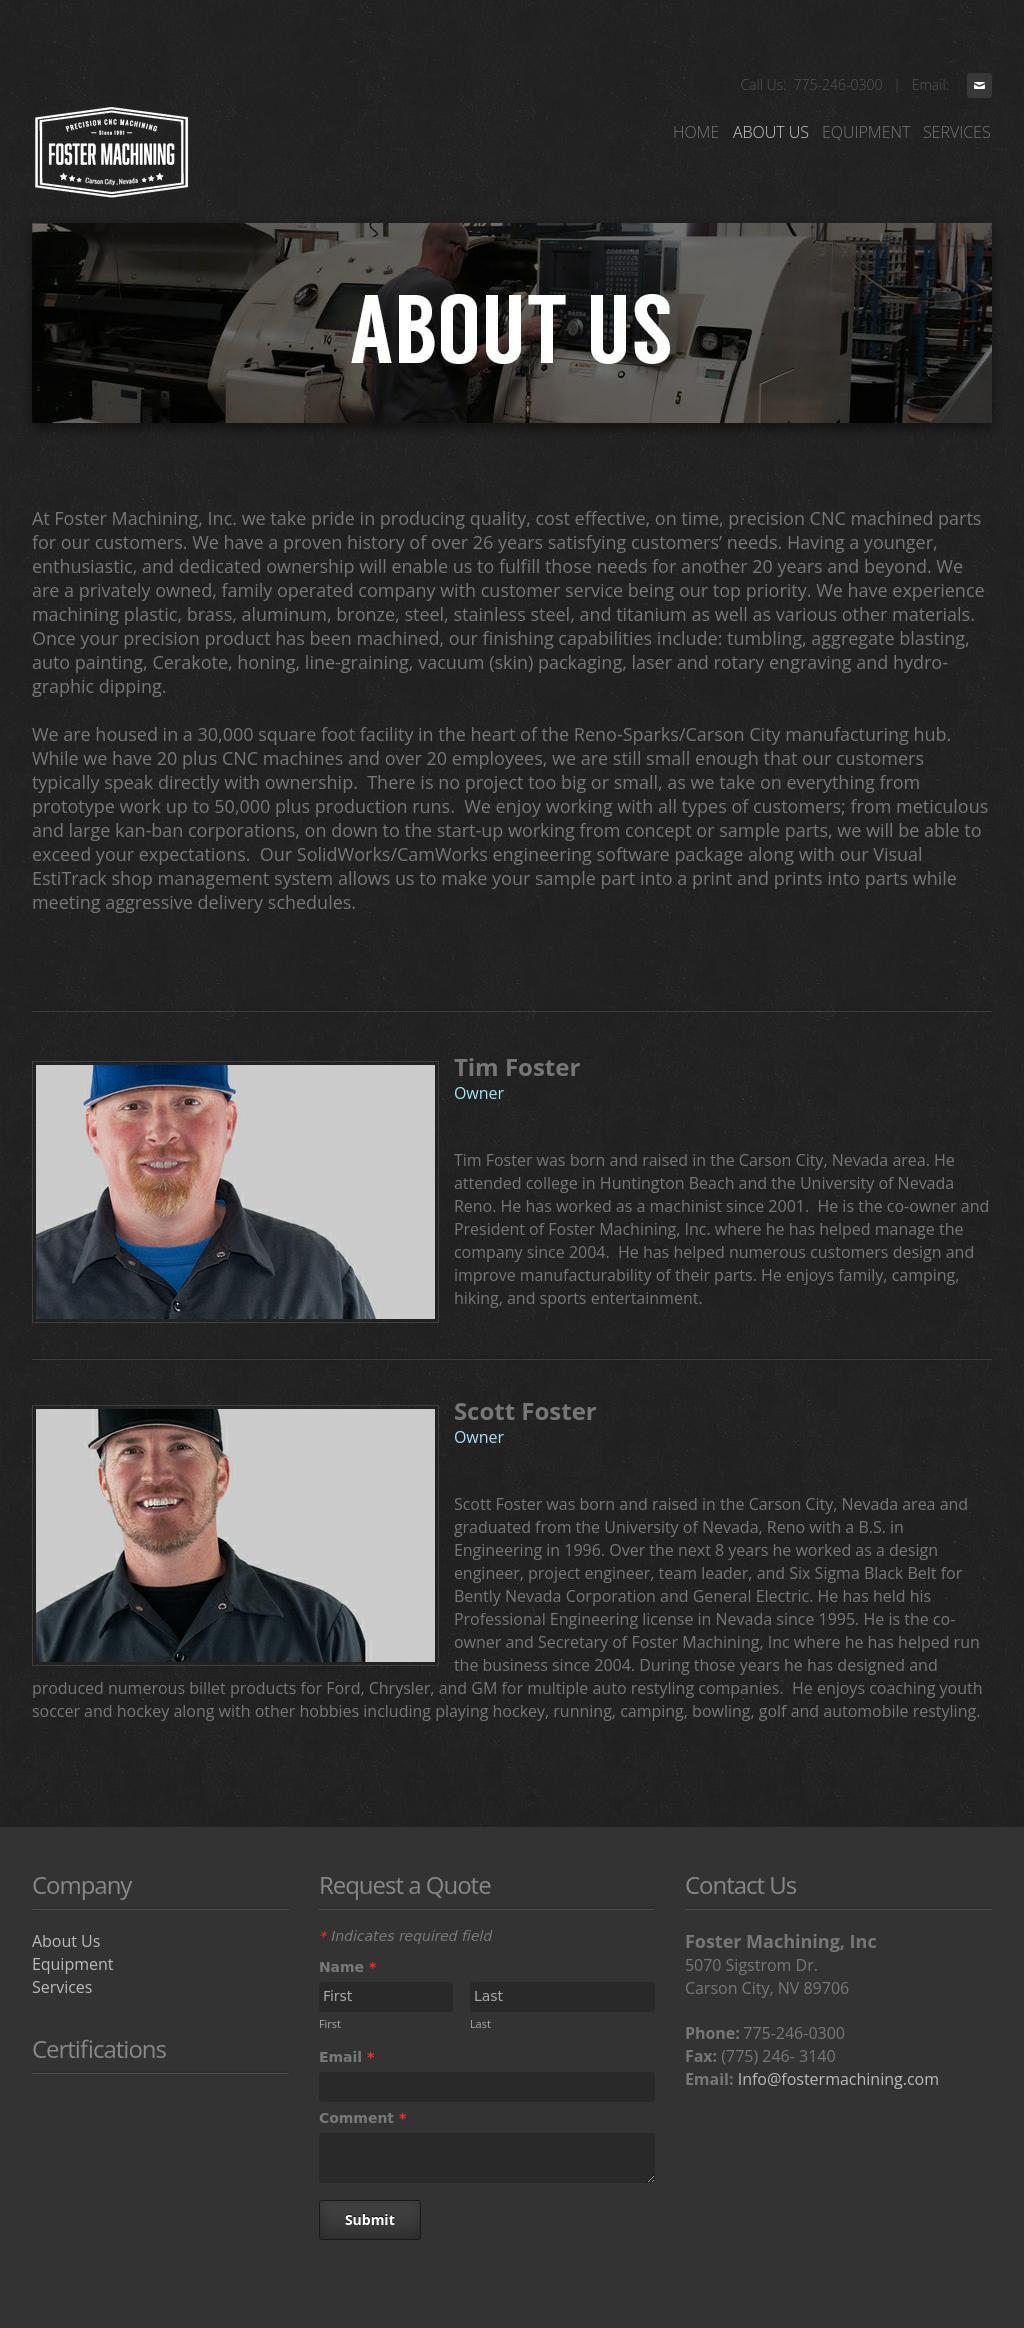 Call Us: 775-246-0300 | Email:
PRECISION CNC MACHINING
Since 1991
FOSTER MACHINING
Carson City, Nevada
HOME ABOUT US EQUIPMENT SERVICES
ABOUT US
5
At Foster Machining, Inc. we take pride in producing quality, cost effective, on time, precision CNC machined parts
for our customers. We have a proven history of over 26 years satisfying customers’ needs. Having a younger,
enthusiastic, and dedicated ownership will enable us to fulfill those needs for another 20 years and beyond. We
are a privately owned, family operated company with customer service being our top priority. We have experience
machining plastic, brass, aluminum, bronze, steel, stainless steel, and titanium as well as various other materials.
Once your precision product has been machined, our finishing capabilities include: tumbling, aggregate blasting,
auto painting, Cerakote, honing, line-graining, vacuum (skin) packaging, laser and rotary engraving and hydro-
graphic dipping.
We are housed in a 30,000 square foot facility in the heart of the Reno-Sparks/Carson City manufacturing hub.
While we have 20 plus CNC machines and over 20 employees, we are still small enough that our customers
typically speak directly with ownership.  There is no project too big or small, as we take on everything from
prototype work up to 50,000 plus production runs.  We enjoy working with all types of customers; from meticulous
and large kan-ban corporations, on down to the start-up working from concept or sample parts, we will be able to
exceed your expectations.  Our SolidWorks/CamWorks engineering software package along with our Visual
EstiTrack shop management system allows us to make your sample part into a print and prints into parts while
meeting aggressive delivery schedules.
Tim Foster
Owner
Tim Foster was born and raised in the Carson City, Nevada area. He
attended college in Huntington Beach and the University of Nevada
Reno. He has worked as a machinist since 2001.  He is the co-owner and
President of Foster Machining, Inc. where he has helped manage the
company since 2004.  He has helped numerous customers design and
improve manufacturability of their parts. He enjoys family, camping,
hiking, and sports entertainment.
Scott Foster
Owner
Scott Foster was born and raised in the Carson City, Nevada area and
graduated from the University of Nevada, Reno with a B.S. in
Engineering in 1996. Over the next 8 years he worked as a design
engineer, project engineer, team leader, and Six Sigma Black Belt for
Bently Nevada Corporation and General Electric. He has held his
Professional Engineering license in Nevada since 1995. He is the co-
owner and Secretary of Foster Machining, Inc where he has helped run
the business since 2004. During those years he has designed and
produced numerous billet products for Ford, Chrysler, and GM for multiple auto restyling companies.  He enjoys coaching youth
soccer and hockey along with other hobbies including playing hockey, running, camping, bowling, golf and automobile restyling.
Company
About Us
Equipment
Services
Certifications
Request a Quote
* Indicates required field
Name *
First Last
First Last
Email *
Comment *
Submit
Contact Us
Foster Machining, Inc
5070 Sigstrom Dr.
Carson City, NV 89706
Phone: 775-246-0300
Fax: (775) 246- 3140
Email: Info@fostermachining.com